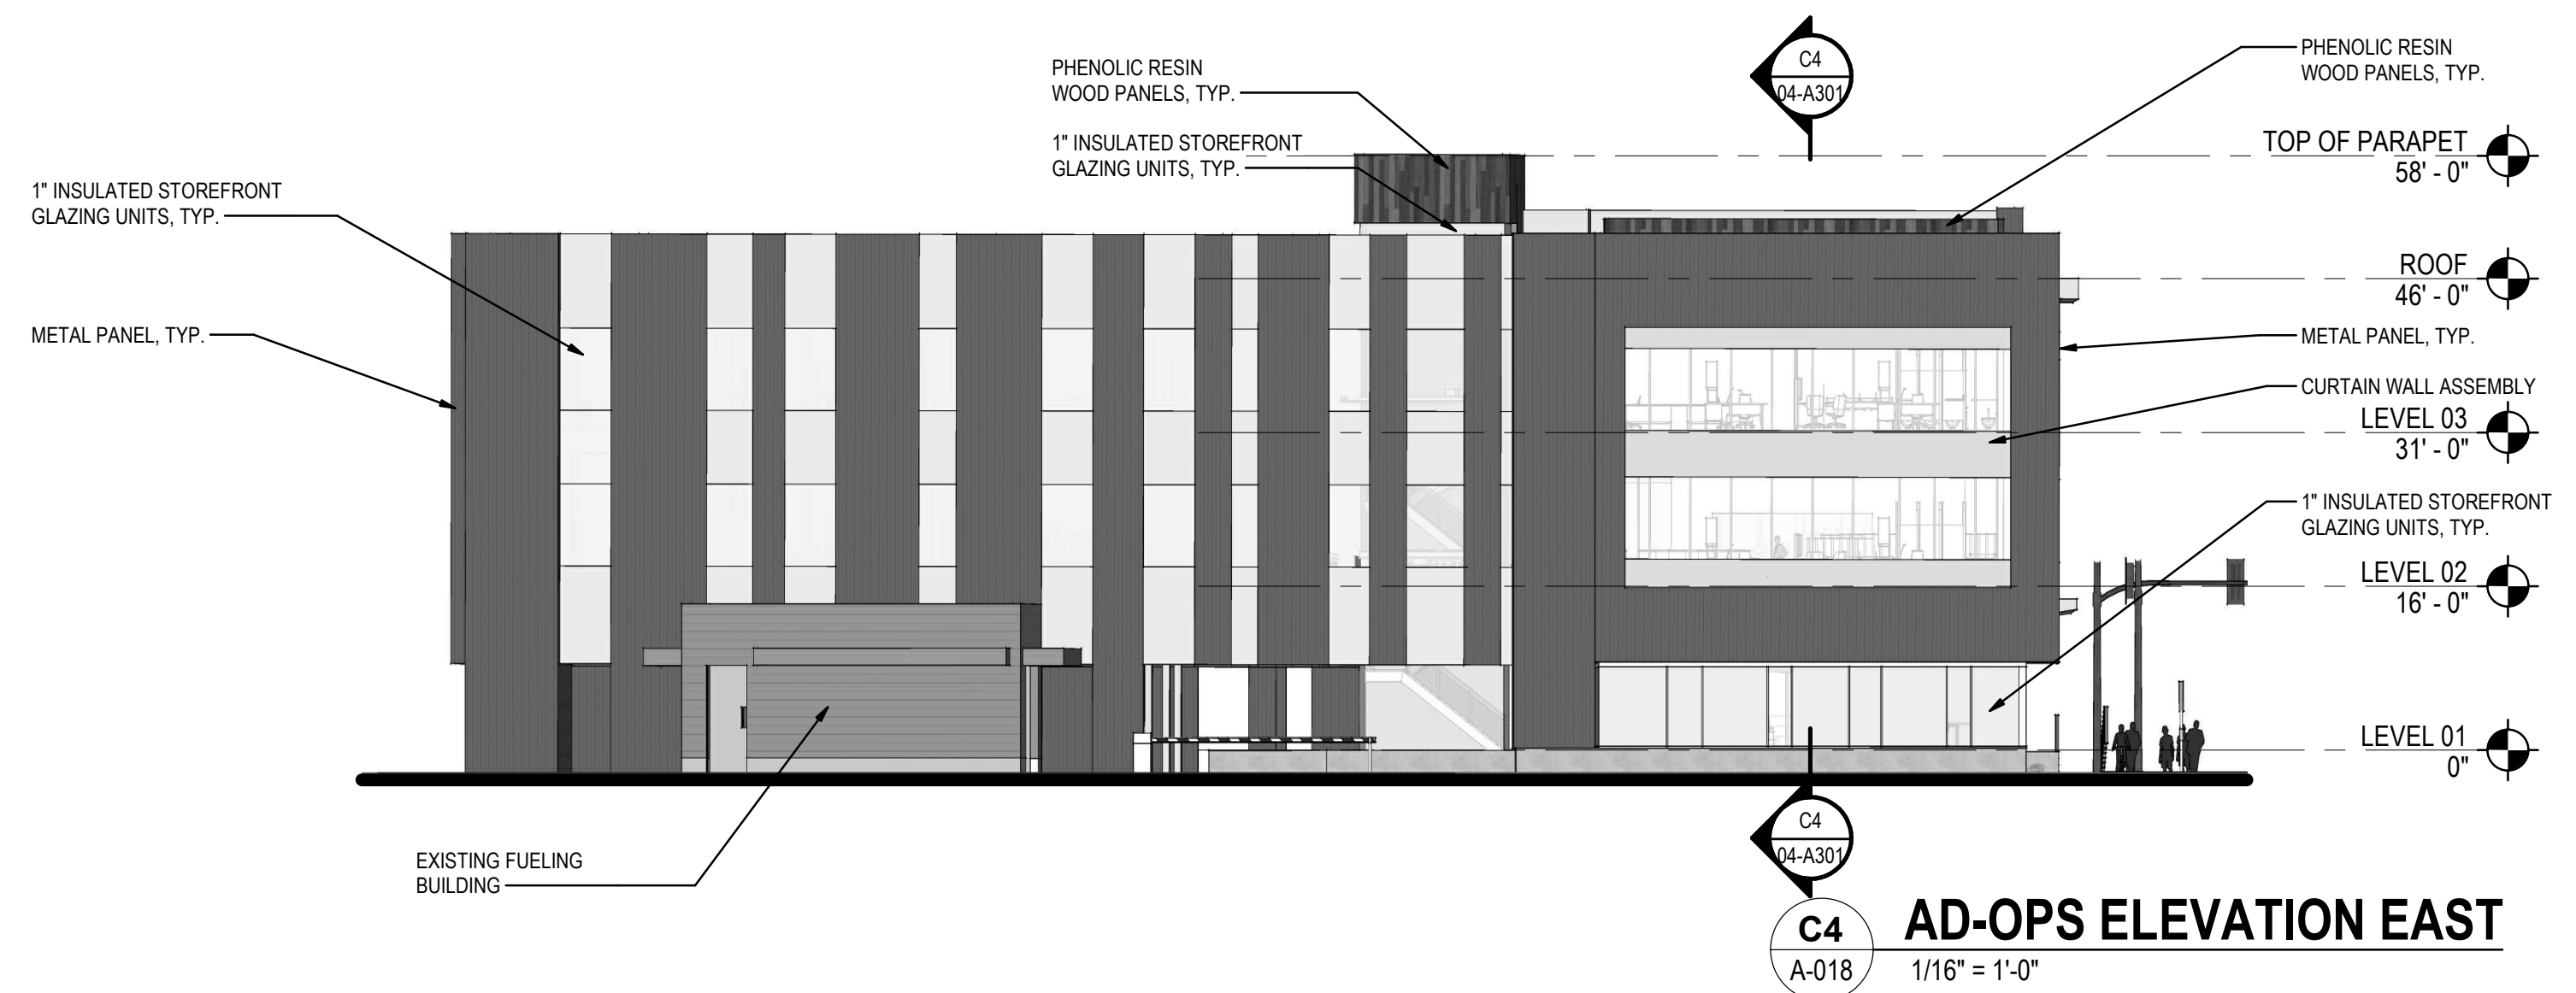 C4
04-A301
PHENOLIC RESIN
WOOD PANELS, TYP.
PHENOLIC RESIN
WOOD PANELS, TYP.
1" INSULATED STOREFRONT
GLAZING UNITS, TYP.
TOP OF PARAPET
58' - 0"
1" INSULATED STOREFRONT
GLAZING UNITS, TYP.
ROOF
46' - 0"
METAL PANEL, TYP.
METAL PANEL, TYP.
CURTAIN WALL ASSEMBLY
LEVEL 03
31' - 0"
1" INSULATED STOREFRONT
GLAZING UNITS, TYP.
LEVEL 02
16' - 0"
LEVEL 01
0"
EXISTING FUELING
BUILDING
C4
04-A301
C4
A-018
AD-OPS ELEVATION EAST
1/16" = 1'-0"